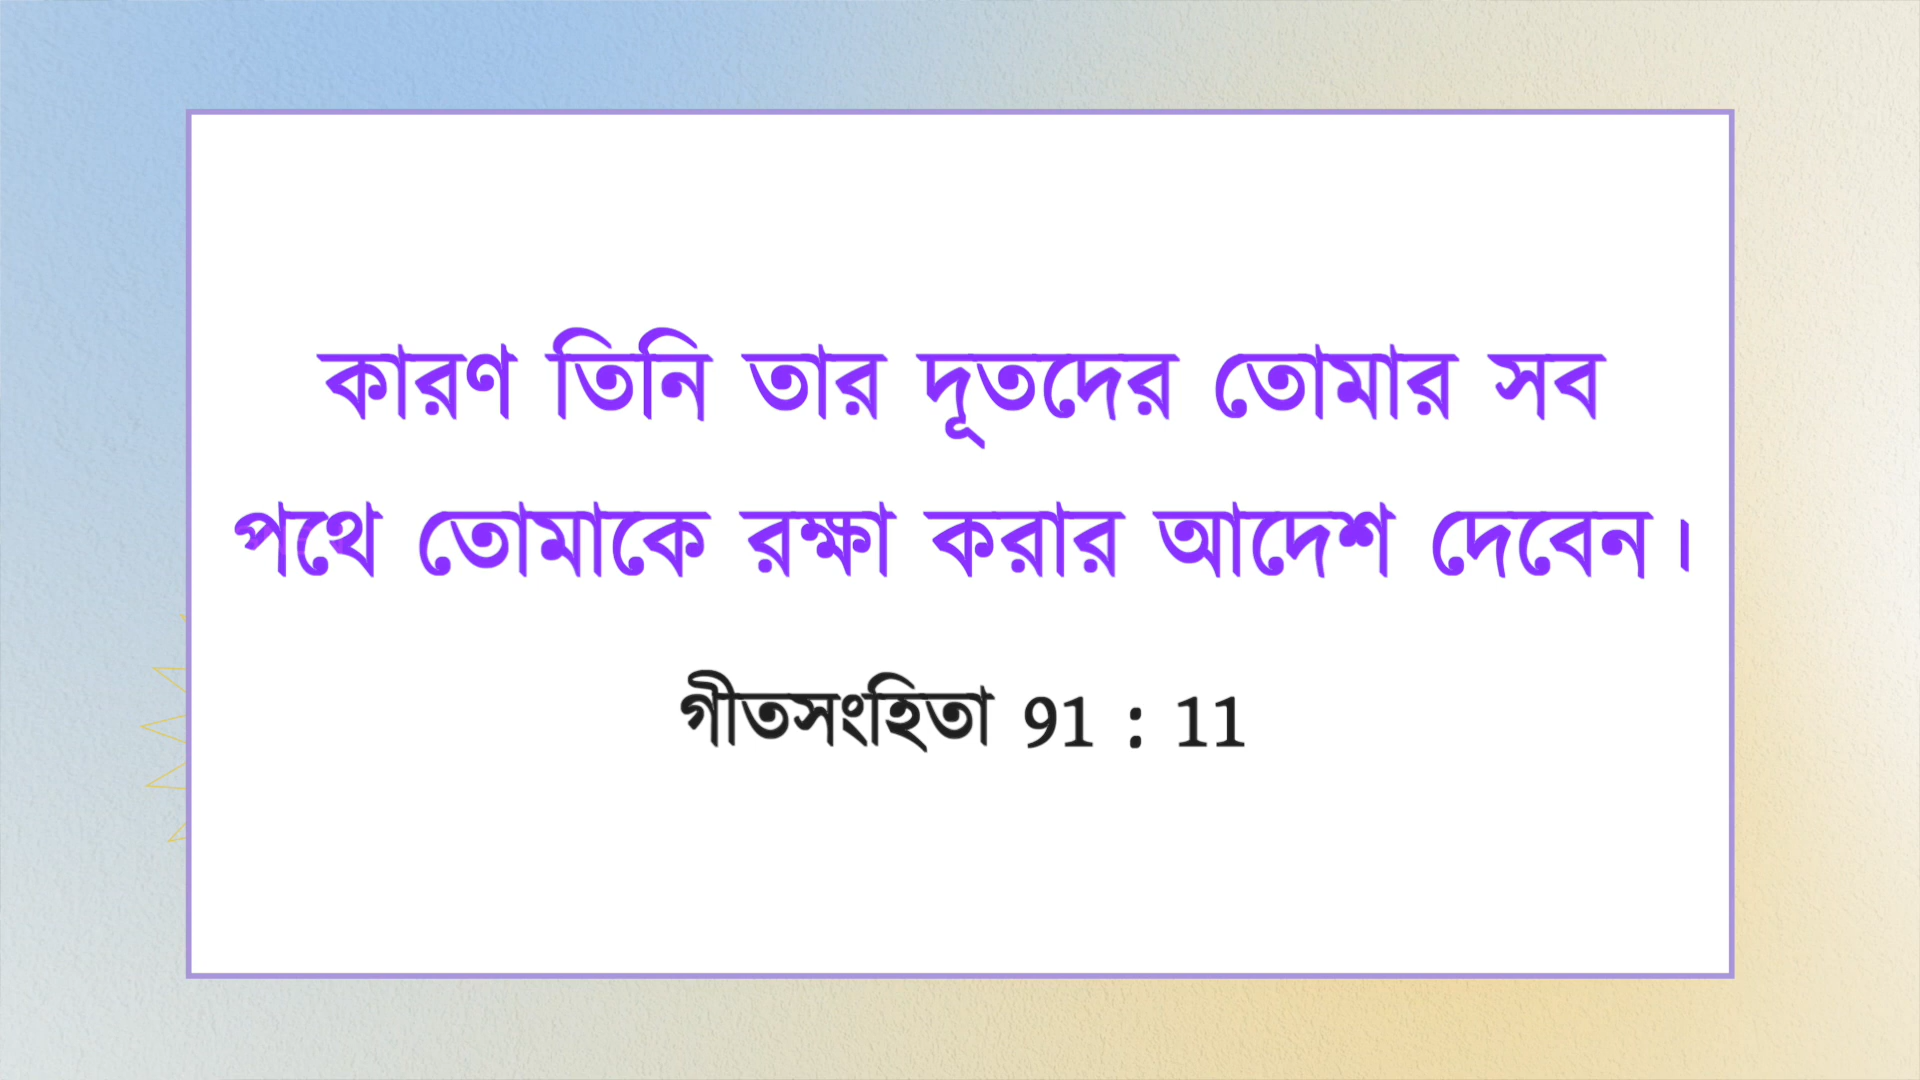 কারণ তিনি তার দূতদের তোমার সব
পথে তোমাকে রক্ষা করার আদেশ দেবেন।
গীতসংহিতা 91 : 11